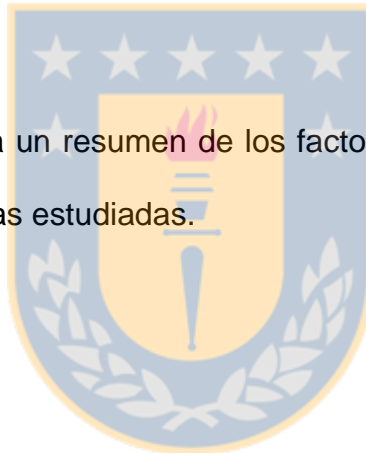 a un resumen de los facto
as estudiadas.